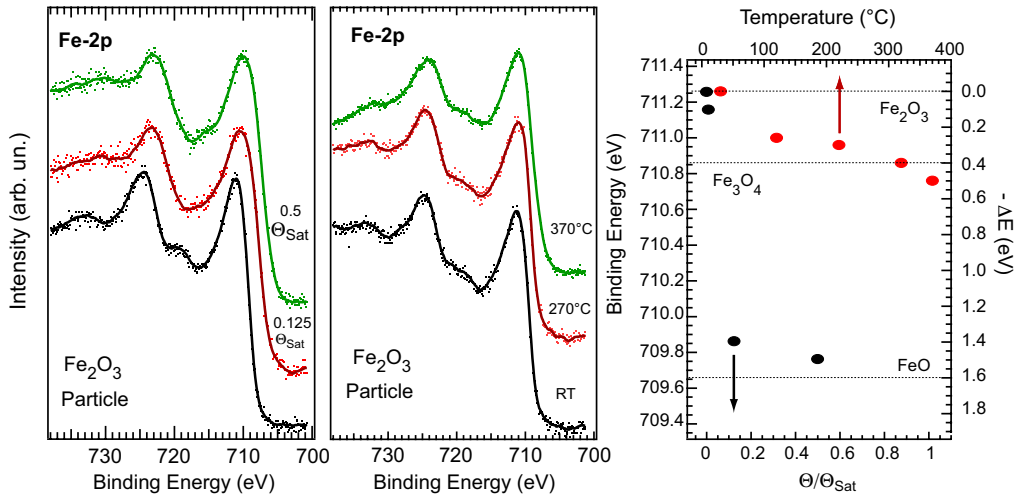 Fe-2p
0.5
Θ_Sat
0.125
Θ_Sat
Fe₂O₃
Particle
Intensity (arb. un.)
730 720 710 700
Binding Energy (eV)
Fe-2p
370°C
270°C
Fe₂O₃
Particle
RT
730 720 710 700
Binding Energy (eV)
Temperature (°C)
0 100 200 300 400
711.4
711.2
711.0
710.8
710.6
710.4
710.2
710.0
709.8
709.6
709.4
Binding Energy (eV)
Fe₂O₃
Fe₃O₄
FeO
0.0
0.2
0.4
0.6
0.8
1.0
1.2
1.4
1.6
1.8
- ΔE (eV)
0 0.2 0.4 0.6 0.8 1
Θ/Θ_Sat